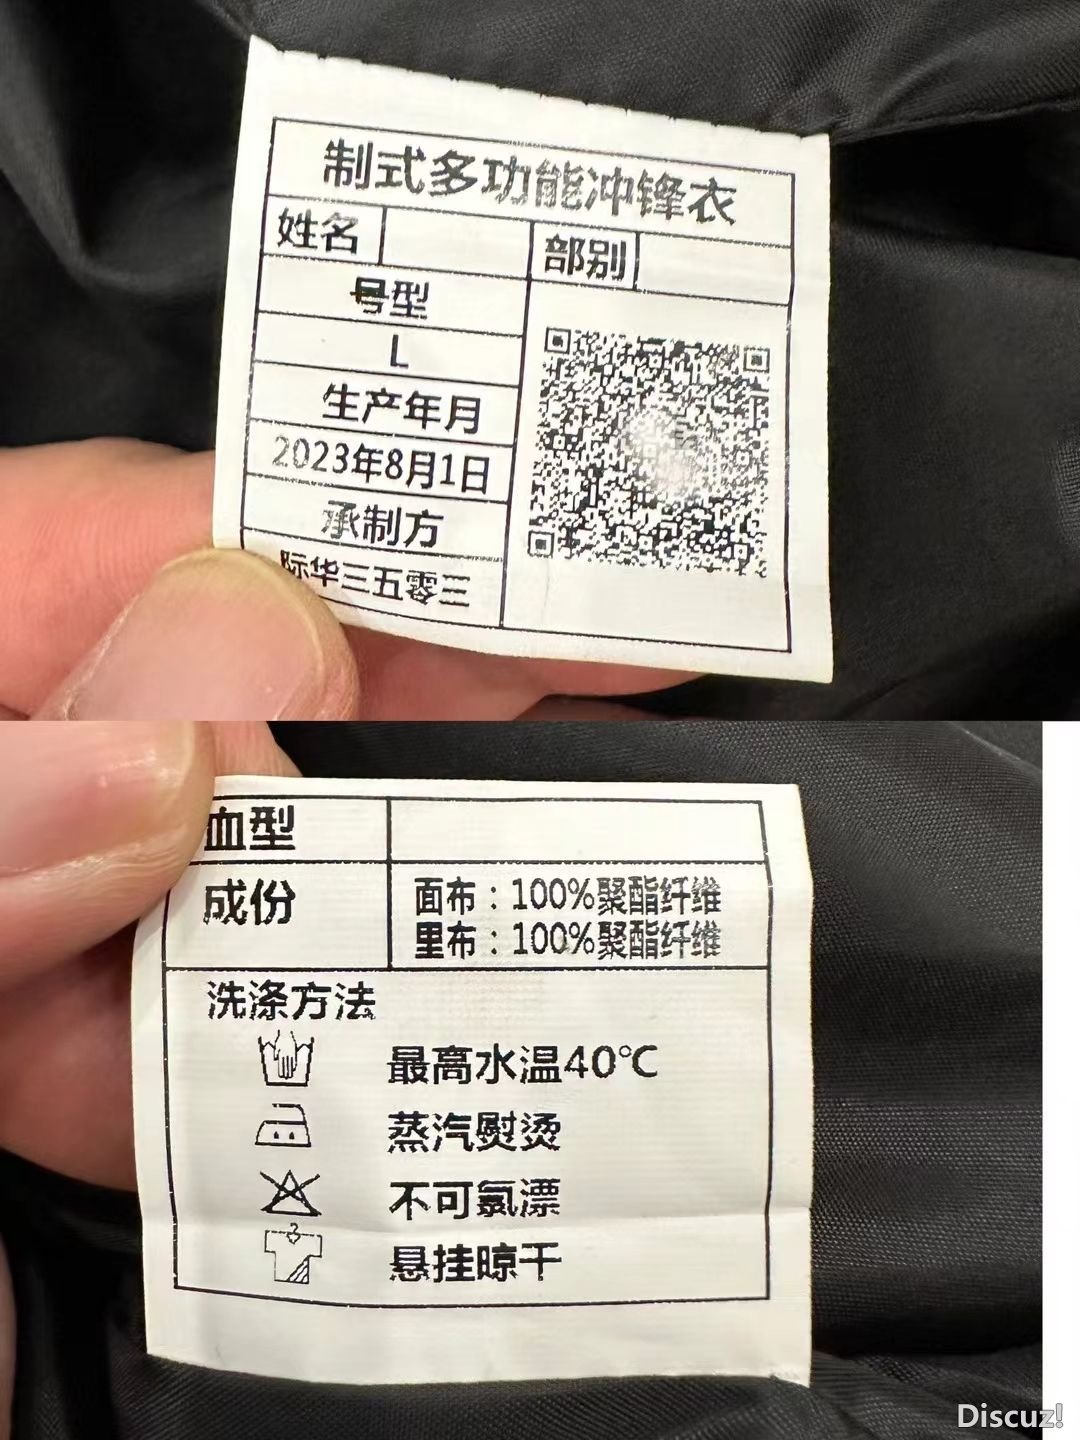 制式多功能冲锋衣
姓名
部别
号型
L
生产年月
2023年8月1日
承制方
际华三五零三
血型
成份
面布：100%聚酯纤维
里布：100%聚酯纤维
洗涤方法
最高水温40℃
蒸汽熨烫
不可氯漂
悬挂晾干
Discuz!